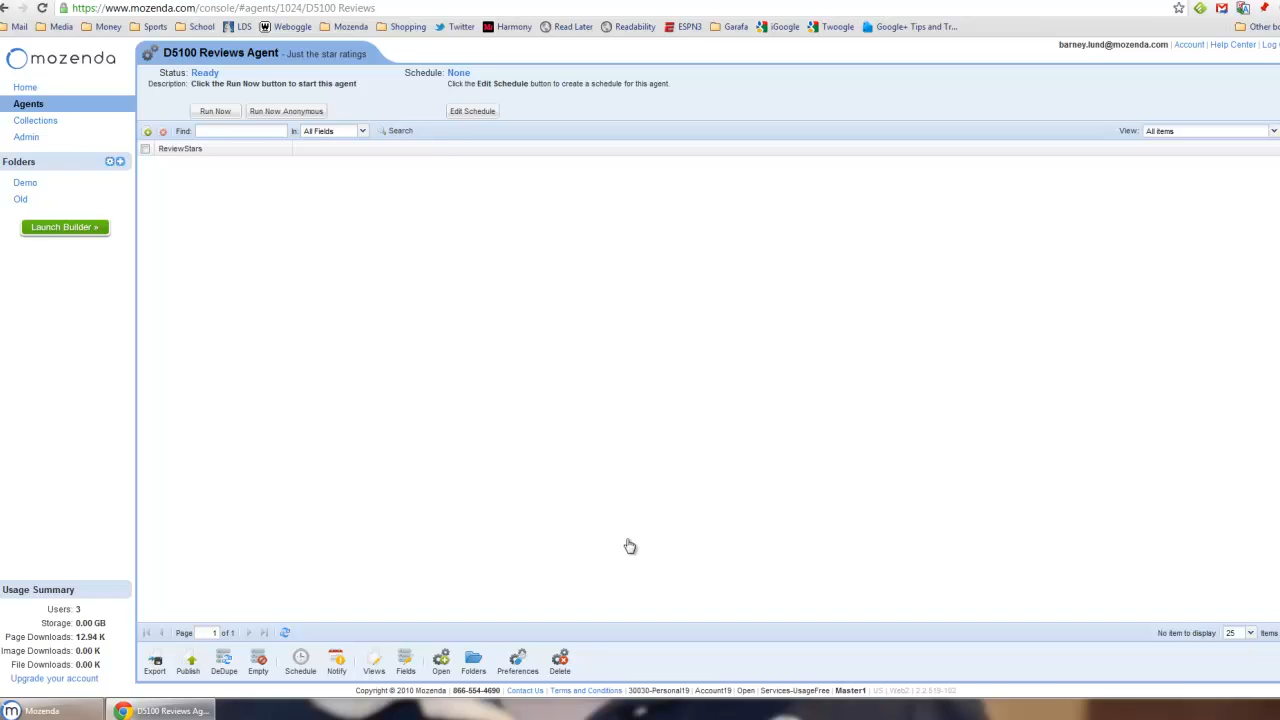 https://www.mozenda.com/console/#agents/1024/D5100 Reviews
Mail Media Money Sports School LDS Weboggle Mozenda Shopping Twitter Harmony Read Later Readability ESPN3 Garafa iGoogle Twoogle Google+ Tips and Tr... Other bo
mozenda
D5100 Reviews Agent - Just the star ratings
barney.lund@mozenda.com | Account | Help Center | Log
Status: Ready
Schedule: None
Description: Click the Run Now button to start this agent
Click the Edit Schedule button to create a schedule for this agent.
Run Now
Run Now Anonymous
Edit Schedule
Home
Agents
Collections
Admin
Folders
Demo
Old
Launch Builder »
Find: In: All Fields Search
View: All items
ReviewStars
Usage Summary
Users: 3
Storage: 0.00 GB
Page Downloads: 12.94 K
Image Downloads: 0.00 K
File Downloads: 0.00 K
Upgrade your account
Page 1 of 1
No item to display 25 Items
Export Publish DeDupe Empty Schedule Notify Views Fields Open Folders Preferences Delete
Copyright © 2010 Mozenda | 866-554-4690 | Contact Us | Terms and Conditions | 30030-Personal19 | Account19 | Open | Services-UsageFree | Master1 | US | Web2 | 2.2.519-192
Mozenda
D5100 Reviews Ag...